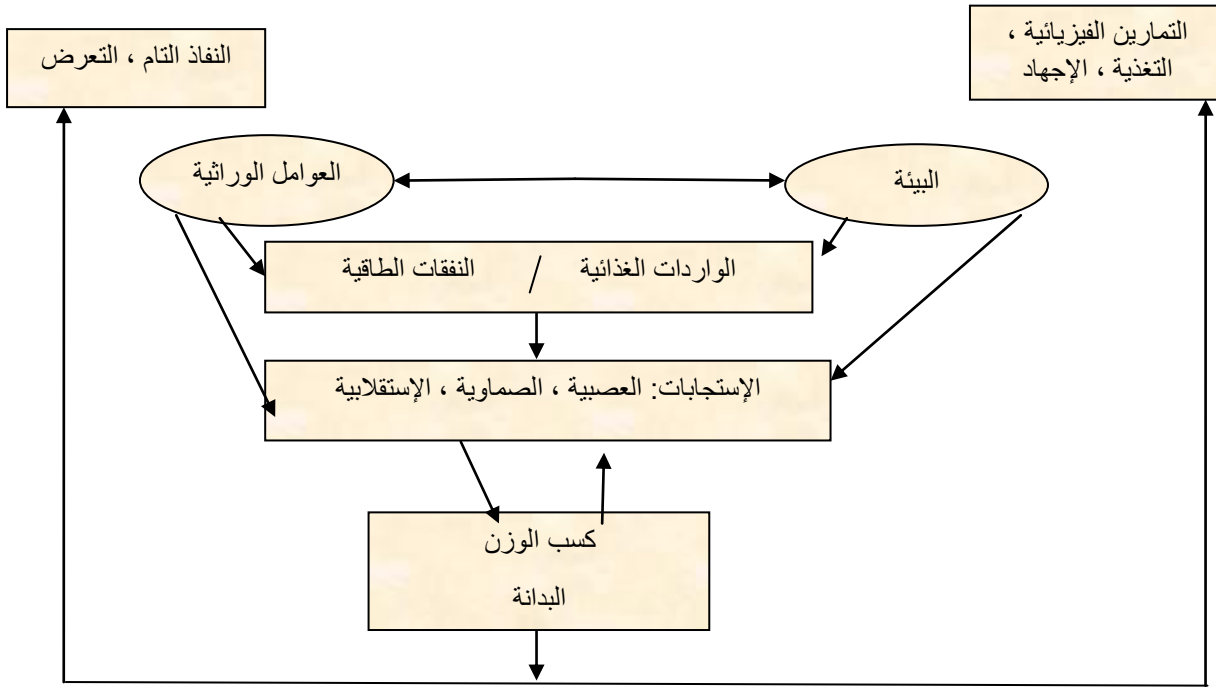 التمارين الفيزيائية ،
التغذية ، الإجهاد
النفاذ التام ، التعرض
البيئة
العوامل الوراثية
الواردات الغذائية / النفقات الطاقية
الإستجابات: العصبية ، الصماوية ، الإستقلابية
كسب الوزن
البدانة